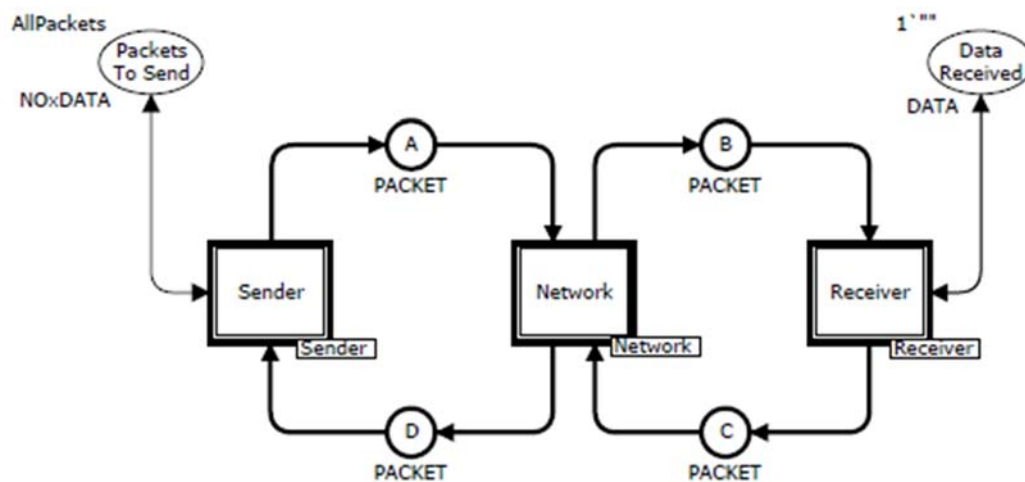 AllPackets
Packets
To Send
NOxDATA
1`""
Data
Received
DATA
A
PACKET
B
PACKET
Sender
Sender
Network
Network
Receiver
Receiver
D
PACKET
C
PACKET